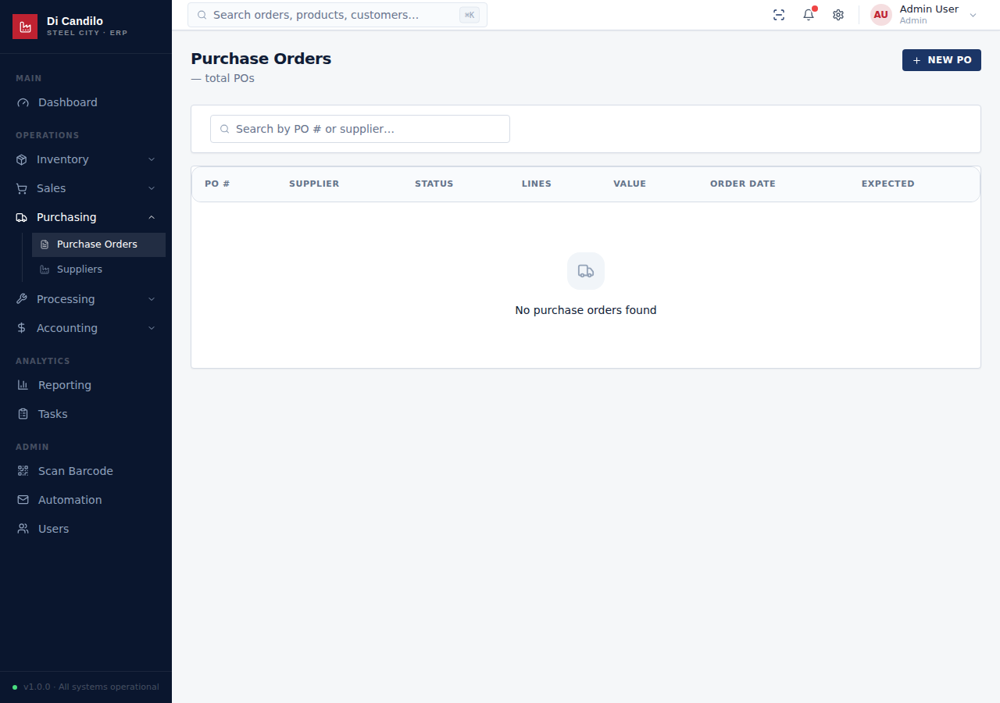 Di Candilo
STEEL CITY · ERP
MAIN
Dashboard
OPERATIONS
Inventory
Sales
Purchasing
Purchase Orders
Suppliers
Processing
Accounting
ANALYTICS
Reporting
Tasks
ADMIN
Scan Barcode
Automation
Users
v1.0.0 · All systems operational
Search orders, products, customers...
⌘K
AU
Admin User
Admin
Purchase Orders
— total POs
NEW PO
Search by PO # or supplier...
PO # SUPPLIER STATUS LINES VALUE ORDER DATE EXPECTED
No purchase orders found